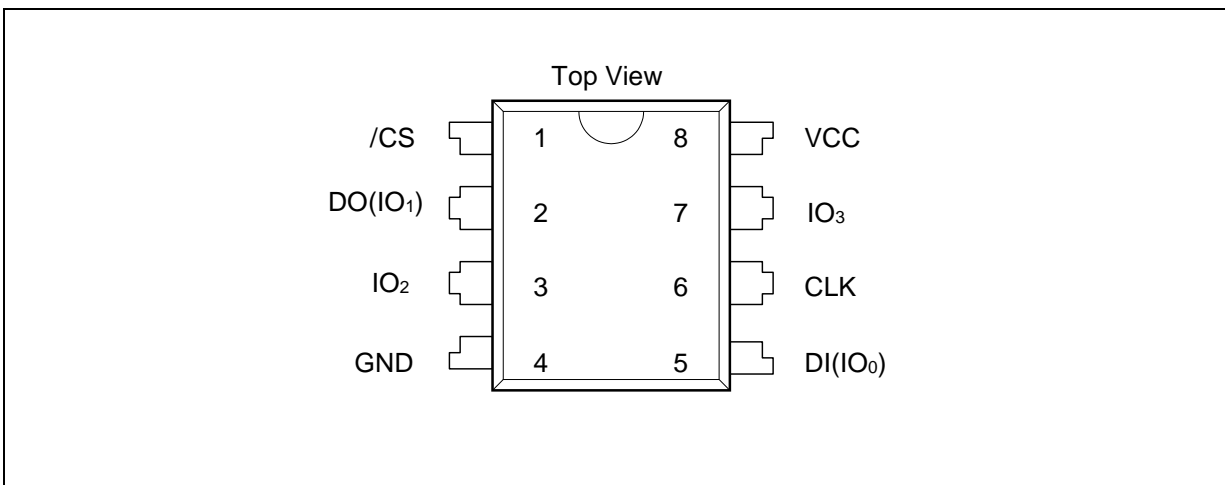 Top View
/CS 1 8 VCC
DO(IO₁) 2 7 IO₃
IO₂ 3 6 CLK
GND 4 5 DI(IO₀)